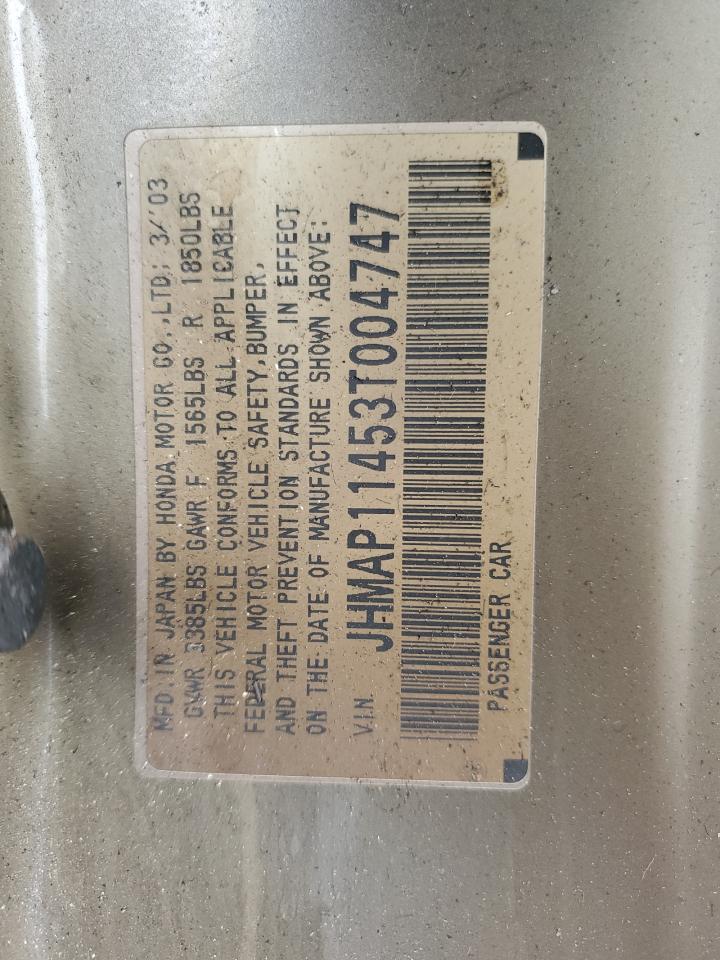 MFD. IN JAPAN BY HONDA MOTOR CO., LTD; 3/'03
GVWR 3385LBS GAWR F 1565LBS R 1850LBS
THIS VEHICLE CONFORMS TO ALL APPLICABLE
FEDERAL MOTOR VEHICLE SAFETY, BUMPER,
AND THEFT PREVENTION STANDARDS IN EFFECT
ON THE DATE OF MANUFACTURE SHOWN ABOVE:
V.I.N. JHMAP11453T004747
PASSENGER CAR